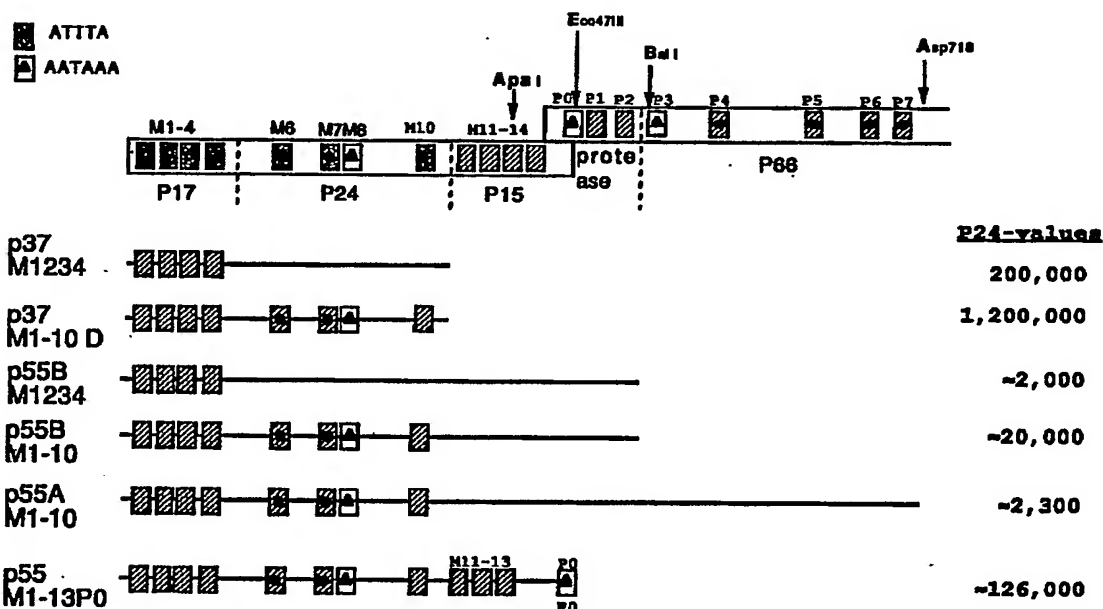 ATTTA
AATAAA
Eco47III
Bal I
Asp718
Apa I
P0 P1 P2 P3 P4 P5 P6 P7
M1-4 M6 M7M8 M10 M11-14
prote
ase
P17 P24 P15 P66
P24-values
p37
M1234
200,000
p37
M1-10 D
1,200,000
p55B
M1234
≈2,000
p55B
M1-10
≈20,000
p55A
M1-10
≈2,300
M11-13 P0
p55
M1-13P0
≈126,000
P0